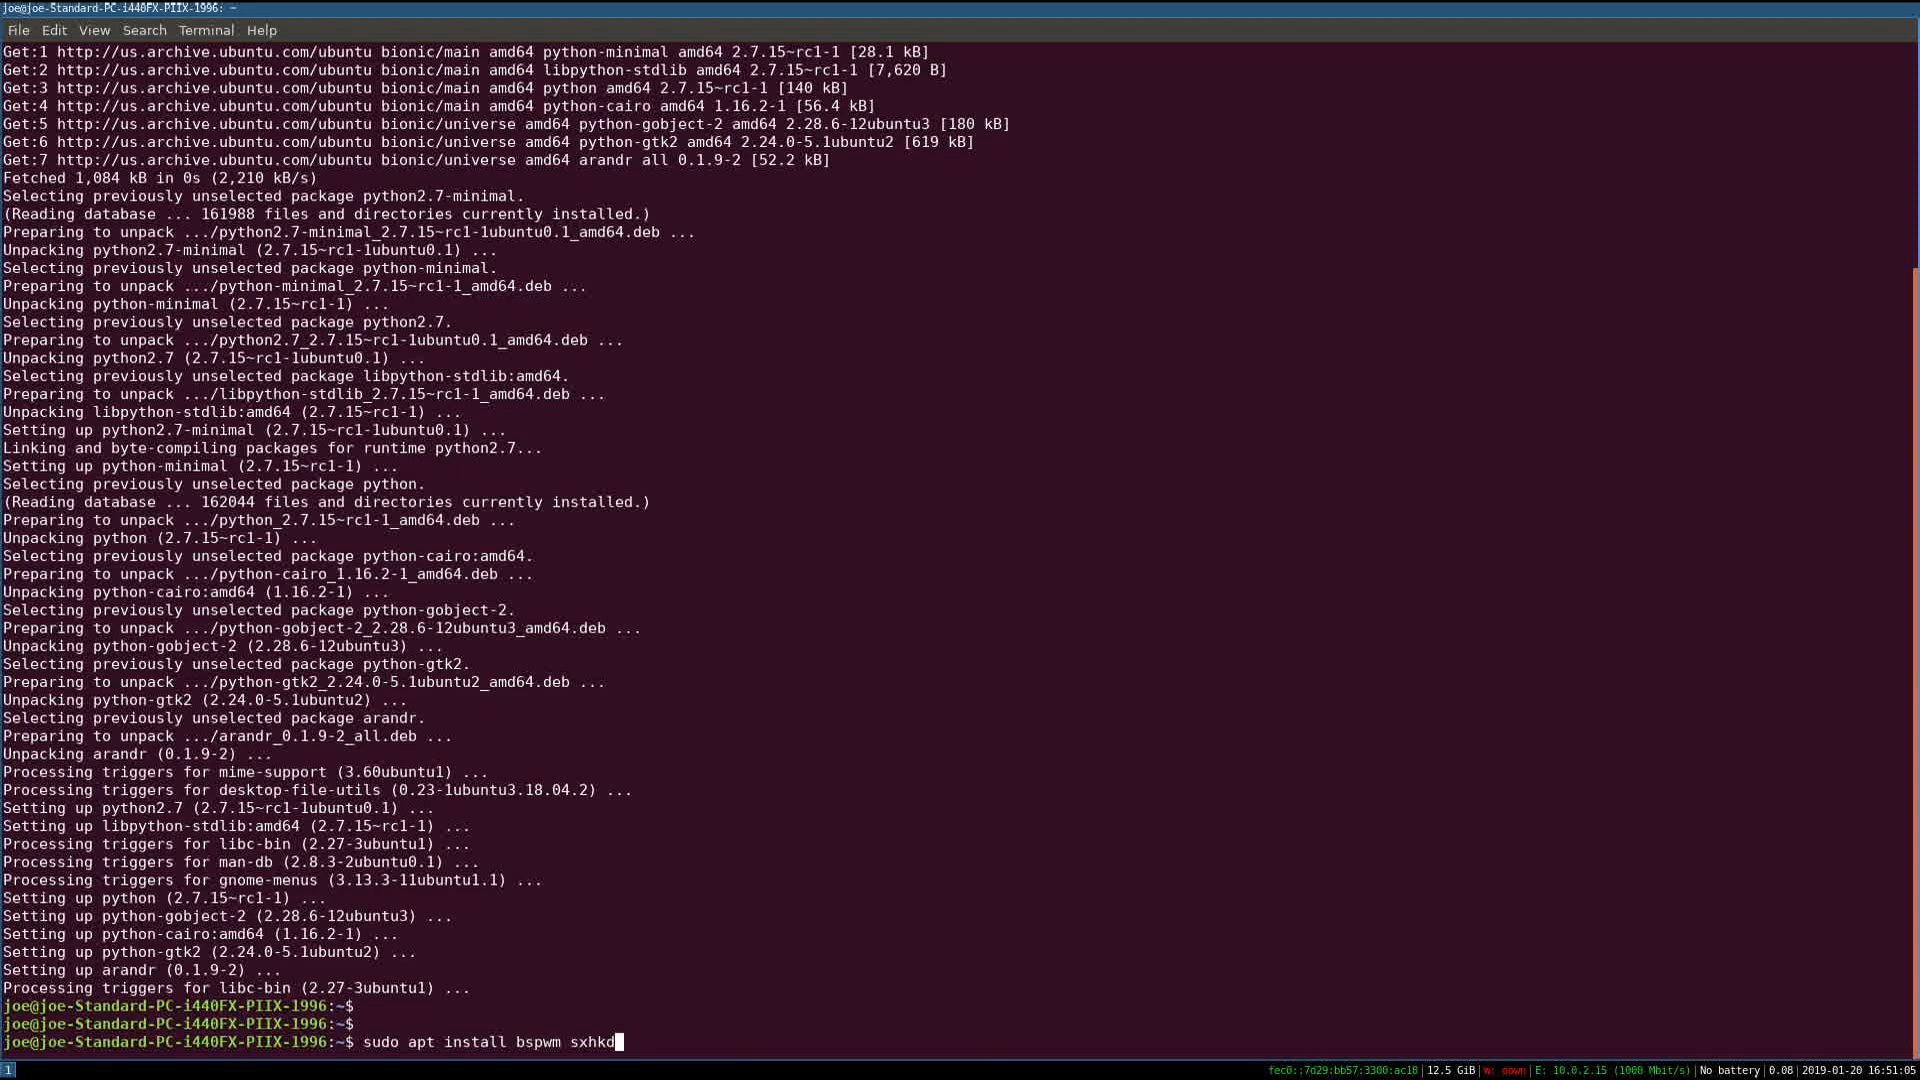 joe@joe-Standard-PC-i440FX-PIIX-1996: ~
File Edit View Search Terminal Help
Get:1 http://us.archive.ubuntu.com/ubuntu bionic/main amd64 python-minimal amd64 2.7.15~rc1-1 [28.1 kB]
Get:2 http://us.archive.ubuntu.com/ubuntu bionic/main amd64 libpython-stdlib amd64 2.7.15~rc1-1 [7,620 B]
Get:3 http://us.archive.ubuntu.com/ubuntu bionic/main amd64 python amd64 2.7.15~rc1-1 [140 kB]
Get:4 http://us.archive.ubuntu.com/ubuntu bionic/main amd64 python-cairo amd64 1.16.2-1 [56.4 kB]
Get:5 http://us.archive.ubuntu.com/ubuntu bionic/universe amd64 python-gobject-2 amd64 2.28.6-12ubuntu3 [180 kB]
Get:6 http://us.archive.ubuntu.com/ubuntu bionic/universe amd64 python-gtk2 amd64 2.24.0-5.1ubuntu2 [619 kB]
Get:7 http://us.archive.ubuntu.com/ubuntu bionic/universe amd64 arandr all 0.1.9-2 [52.2 kB]
Fetched 1,084 kB in 0s (2,210 kB/s)
Selecting previously unselected package python2.7-minimal.
(Reading database ... 161988 files and directories currently installed.)
Preparing to unpack .../python2.7-minimal_2.7.15~rc1-1ubuntu0.1_amd64.deb ...
Unpacking python2.7-minimal (2.7.15~rc1-1ubuntu0.1) ...
Selecting previously unselected package python-minimal.
Preparing to unpack .../python-minimal_2.7.15~rc1-1_amd64.deb ...
Unpacking python-minimal (2.7.15~rc1-1) ...
Selecting previously unselected package python2.7.
Preparing to unpack .../python2.7_2.7.15~rc1-1ubuntu0.1_amd64.deb ...
Unpacking python2.7 (2.7.15~rc1-1ubuntu0.1) ...
Selecting previously unselected package libpython-stdlib:amd64.
Preparing to unpack .../libpython-stdlib_2.7.15~rc1-1_amd64.deb ...
Unpacking libpython-stdlib:amd64 (2.7.15~rc1-1) ...
Setting up python2.7-minimal (2.7.15~rc1-1ubuntu0.1) ...
Linking and byte-compiling packages for runtime python2.7...
Setting up python-minimal (2.7.15~rc1-1) ...
Selecting previously unselected package python.
(Reading database ... 162044 files and directories currently installed.)
Preparing to unpack .../python_2.7.15~rc1-1_amd64.deb ...
Unpacking python (2.7.15~rc1-1) ...
Selecting previously unselected package python-cairo:amd64.
Preparing to unpack .../python-cairo_1.16.2-1_amd64.deb ...
Unpacking python-cairo:amd64 (1.16.2-1) ...
Selecting previously unselected package python-gobject-2.
Preparing to unpack .../python-gobject-2_2.28.6-12ubuntu3_amd64.deb ...
Unpacking python-gobject-2 (2.28.6-12ubuntu3) ...
Selecting previously unselected package python-gtk2.
Preparing to unpack .../python-gtk2_2.24.0-5.1ubuntu2_amd64.deb ...
Unpacking python-gtk2 (2.24.0-5.1ubuntu2) ...
Selecting previously unselected package arandr.
Preparing to unpack .../arandr_0.1.9-2_all.deb ...
Unpacking arandr (0.1.9-2) ...
Processing triggers for mime-support (3.60ubuntu1) ...
Processing triggers for desktop-file-utils (0.23-1ubuntu3.18.04.2) ...
Setting up python2.7 (2.7.15~rc1-1ubuntu0.1) ...
Setting up libpython-stdlib:amd64 (2.7.15~rc1-1) ...
Processing triggers for libc-bin (2.27-3ubuntu1) ...
Processing triggers for man-db (2.8.3-2ubuntu0.1) ...
Processing triggers for gnome-menus (3.13.3-11ubuntu1.1) ...
Setting up python (2.7.15~rc1-1) ...
Setting up python-gobject-2 (2.28.6-12ubuntu3) ...
Setting up python-cairo:amd64 (1.16.2-1) ...
Setting up python-gtk2 (2.24.0-5.1ubuntu2) ...
Setting up arandr (0.1.9-2) ...
Processing triggers for libc-bin (2.27-3ubuntu1) ...
joe@joe-Standard-PC-i440FX-PIIX-1996:~$
joe@joe-Standard-PC-i440FX-PIIX-1996:~$
joe@joe-Standard-PC-i440FX-PIIX-1996:~$ sudo apt install bspwm sxhkd
1 fec0::7d29:bb57:3300:ac18|12.5 GiB|W: down|E: 10.0.2.15 (1000 Mbit/s)|No battery|0.08|2019-01-20 16:51:05